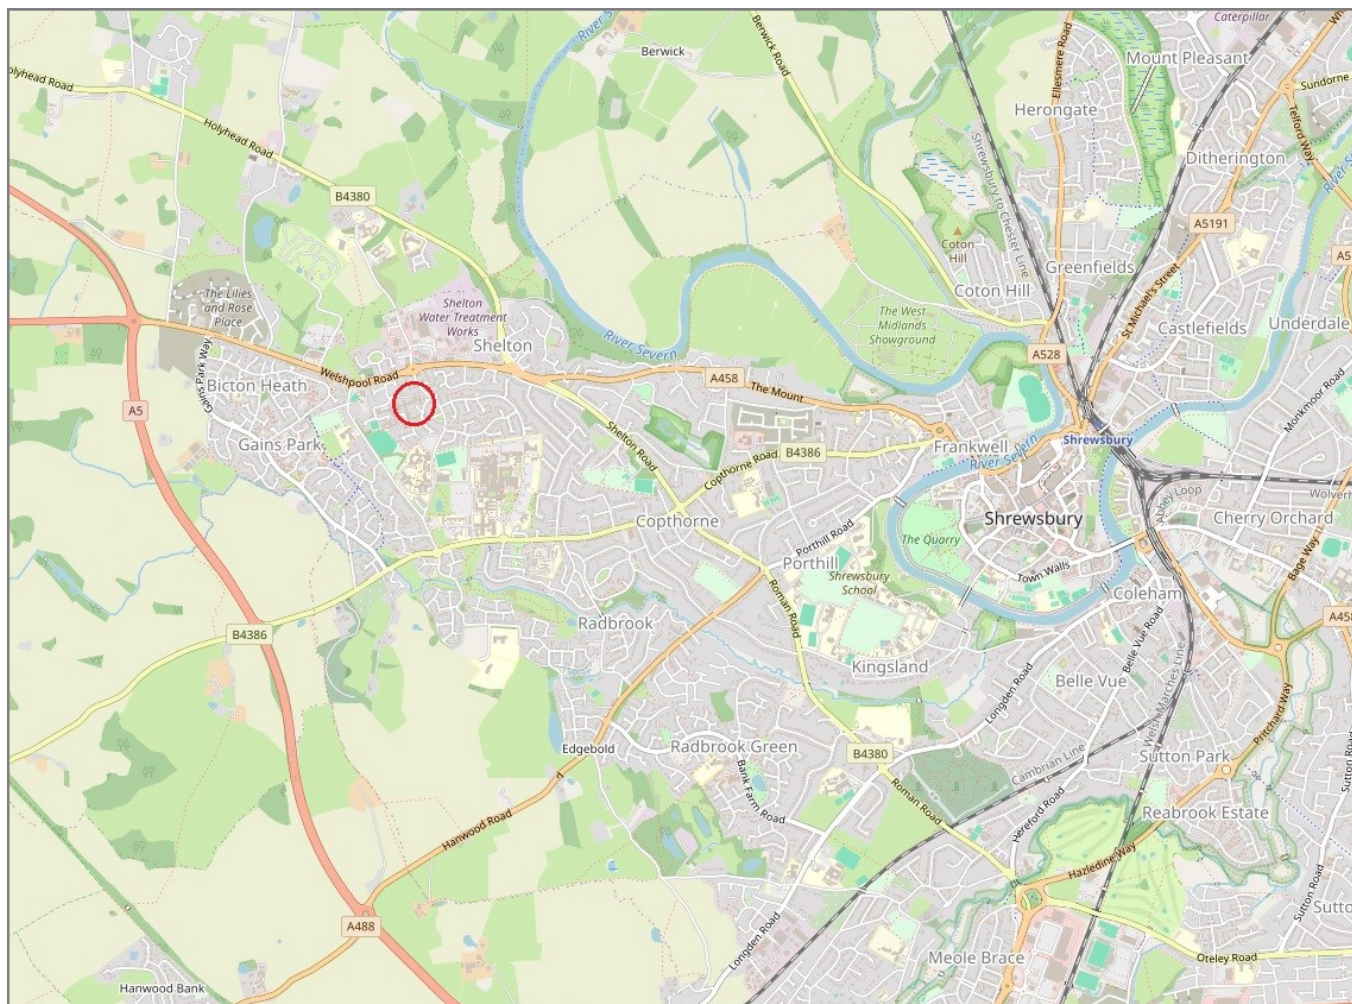 Caterpillar
Mount Pleasant
Berwick
Berwick Road
Ellesmere Road
Sundorne
Holyhead Road
Herongate
Telford Way
Holyhead Road
Ditherington
Shrewsbury to Chester Line
River Severn
B4380
A5191
Coton
Hill
Greenfields
St Michael's Street
Coton Hill
The Lilies
and Rose
Place
Shelton
Water Treatment
Works
The West
Midlands
Showground
Castlefields
Underdale
Shelton
River Severn
A528
Gains Park Way
Welshpool Road
A458
The Mount
Bicton Heath
Monkmoor Road
A5
Shelton Road
Gains Park
Frankwell
Shrewsbury
B4386
River Severn
Copthorne Road
Abbey Loop
Copthorne
Shrewsbury
Cherry Orchard
Porthill Road
The Quarry
Bage Way
Porthill
Town Walls
Shrewsbury
School
Coleham
Roman Road
A458
Radbrook
B4386
Belle Vue Road
Kingsland
Longden Road
Belle Vue
Welsh Marches Line
Pritchard Way
Edgebold
Radbrook Green
B4380
Cambrian Line
Sutton Park
Sutton Road
Bank Farm Road
Roman Road
Hereford Road
Reabrook Estate
Hanwood Road
Hazledine Way
Sutton Road
A488
Longden Road
Meole Brace
Oteley Road
Hanwood Bank